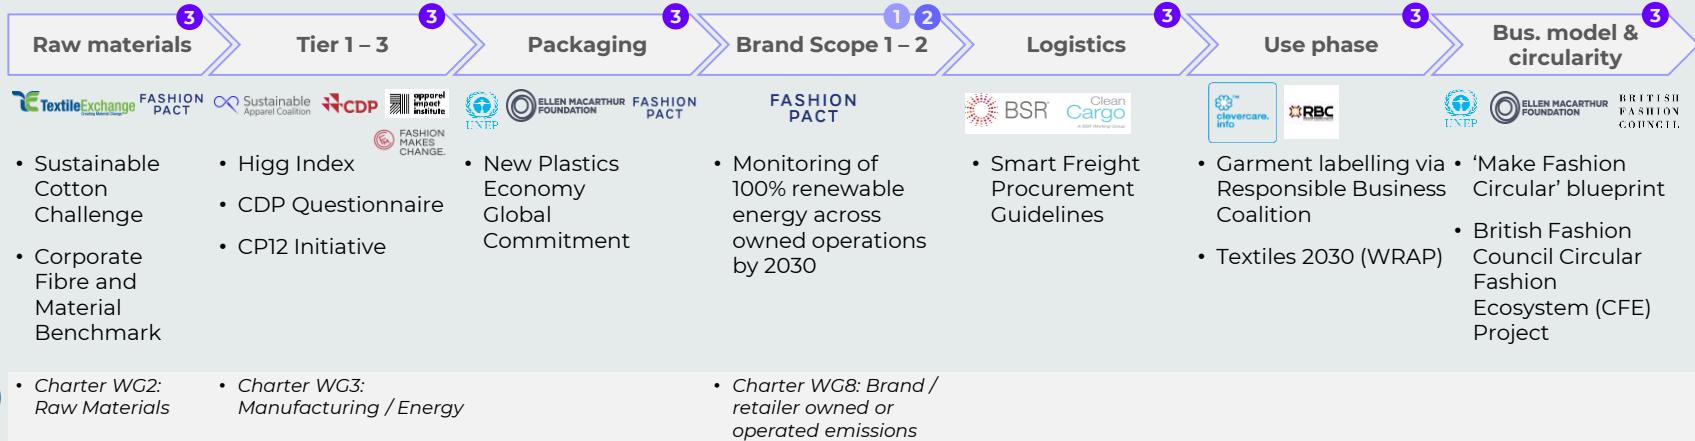 3
3
3
1 2
3
3
3
Raw materials
Tier 1 – 3
Packaging
Brand Scope 1 – 2
Logistics
Use phase
Bus. model &
circularity
TextileExchange
Creating Material Change
FASHION
PACT
Sustainable
Apparel Coalition
CDP
apparel
impact
institute
FASHION
MAKES
CHANGE.
UNEP
ELLEN MACARTHUR
FOUNDATION
FASHION
PACT
FASHION
PACT
BSR
Clean
Cargo
A BSR Working Group
clevercare.
info
RBC
UNEP
ELLEN MACARTHUR
FOUNDATION
BRITISH
FASHION
COUNCIL
• Sustainable
Cotton
Challenge
• Corporate
Fibre and
Material
Benchmark
• Higg Index
• CDP Questionnaire
• CP12 Initiative
• New Plastics
Economy
Global
Commitment
• Monitoring of
100% renewable
energy across
owned operations
by 2030
• Smart Freight
Procurement
Guidelines
• Garment labelling via
Responsible Business
Coalition
• Textiles 2030 (WRAP)
• ‘Make Fashion
Circular’ blueprint
• British Fashion
Council Circular
Fashion
Ecosystem (CFE)
Project
• Charter WG2:
Raw Materials
• Charter WG3:
Manufacturing / Energy
• Charter WG8: Brand /
retailer owned or
operated emissions